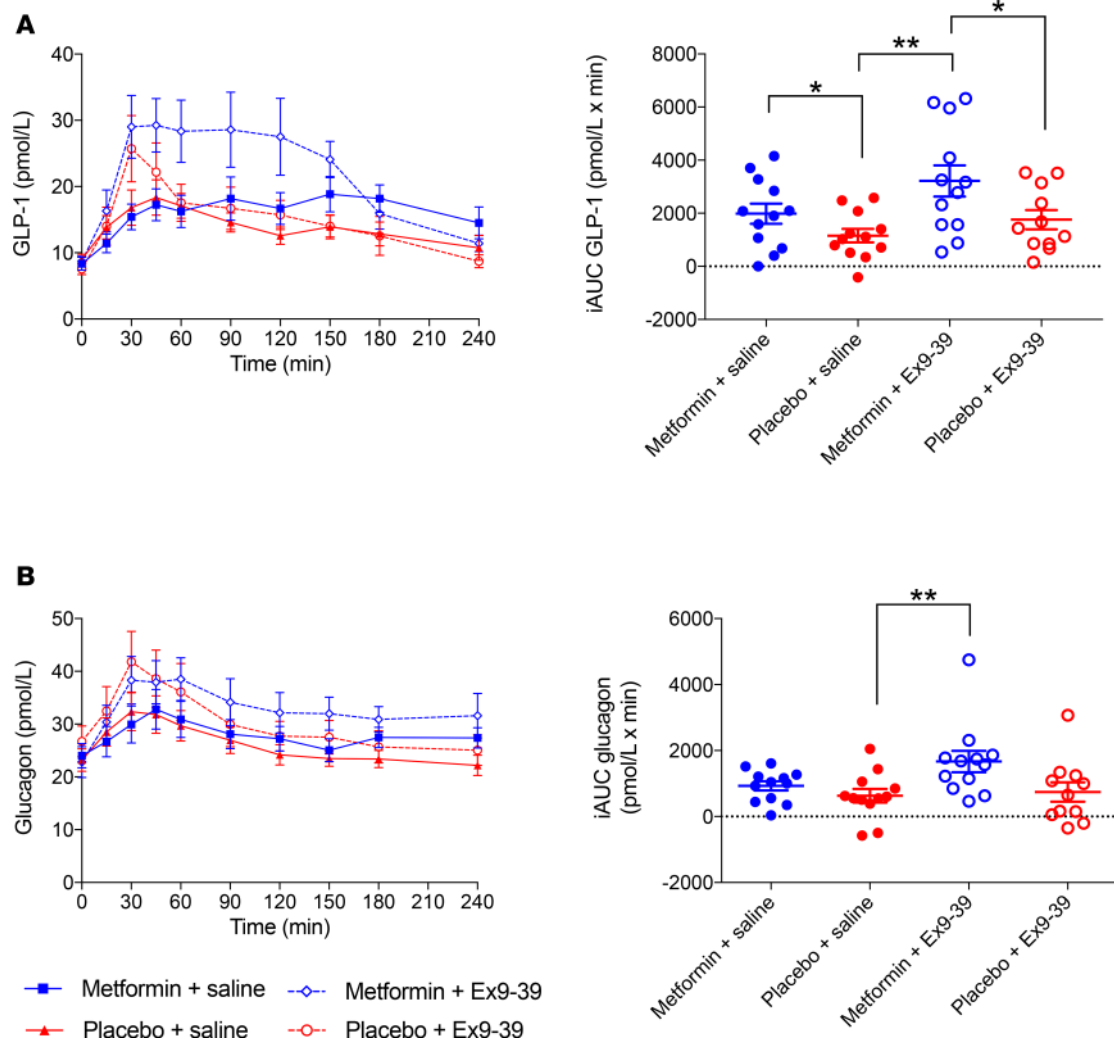 A
GLP-1 (pmol/L)
40
30
20
10
0
0 30 60 90 120 150 180 210 240
Time (min)
iAUC GLP-1 (pmol/L x min)
8000
6000
4000
2000
0
-2000
*
**
*
Metformin + saline
Placebo + saline
Metformin + Ex9-39
Placebo + Ex9-39
B
Glucagon (pmol/L)
50
40
30
20
10
0
0 30 60 90 120 150 180 210 240
Time (min)
iAUC glucagon
(pmol/L x min)
6000
4000
2000
0
-2000
**
Metformin + saline
Placebo + saline
Metformin + Ex9-39
Placebo + Ex9-39
Metformin + saline
Metformin + Ex9-39
Placebo + saline
Placebo + Ex9-39